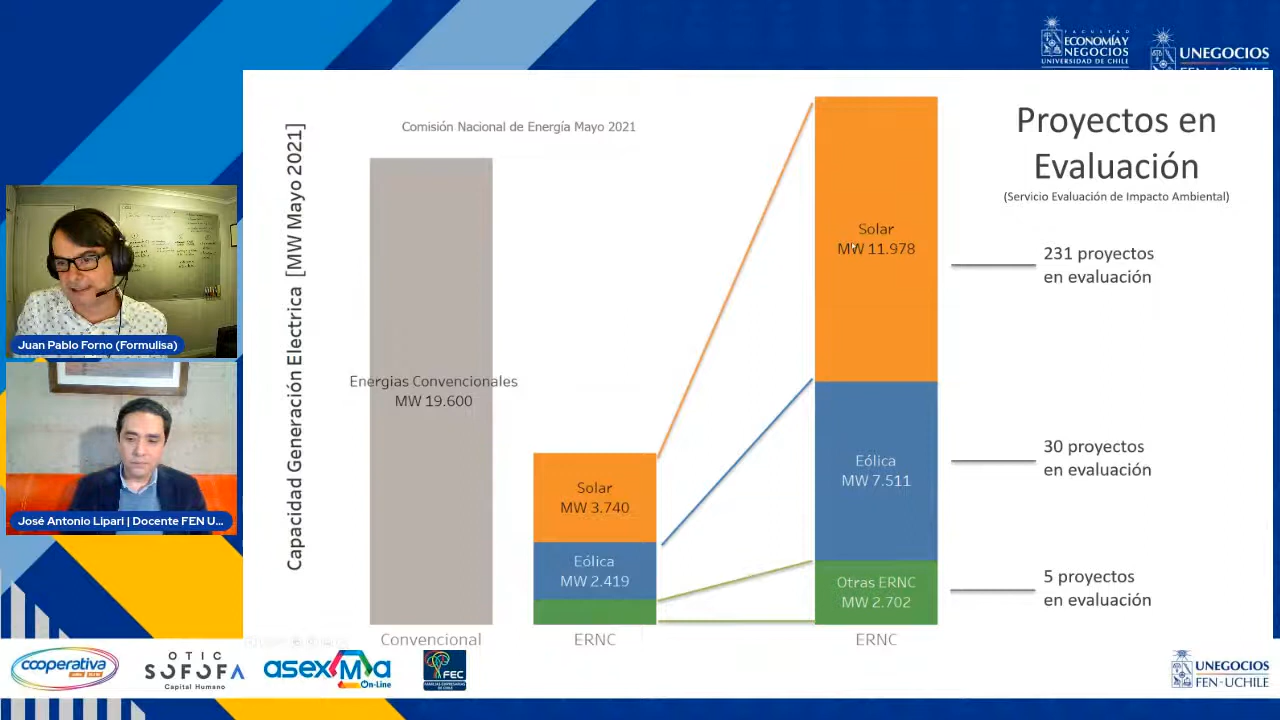 FACULTAD
ECONOMÍA Y
NEGOCIOS
UNIVERSIDAD DE CHILE
UNEGOCIOS
FEN-UCHILE
Comisión Nacional de Energía Mayo 2021
Capacidad Generación Electrica [MW Mayo 2021]
Proyectos en
Evaluación
(Servicio Evaluación de Impacto Ambiental)
Energias Convencionales
MW 19.600
Solar
MW 3.740
Eólica
MW 2.419
Solar
MW 11.978
Eólica
MW 7.511
Otras ERNC
MW 2.702
231 proyectos
en evaluación
30 proyectos
en evaluación
5 proyectos
en evaluación
Convencional
ERNC
ERNC
Juan Pablo Forno (Formulisa)
José Antonio Lipari | Docente FEN U...
cooperativa
OTIC
SOFOFA
Capital Humano
asexma
On-Line
FEC
UNEGOCIOS
FEN-UCHILE